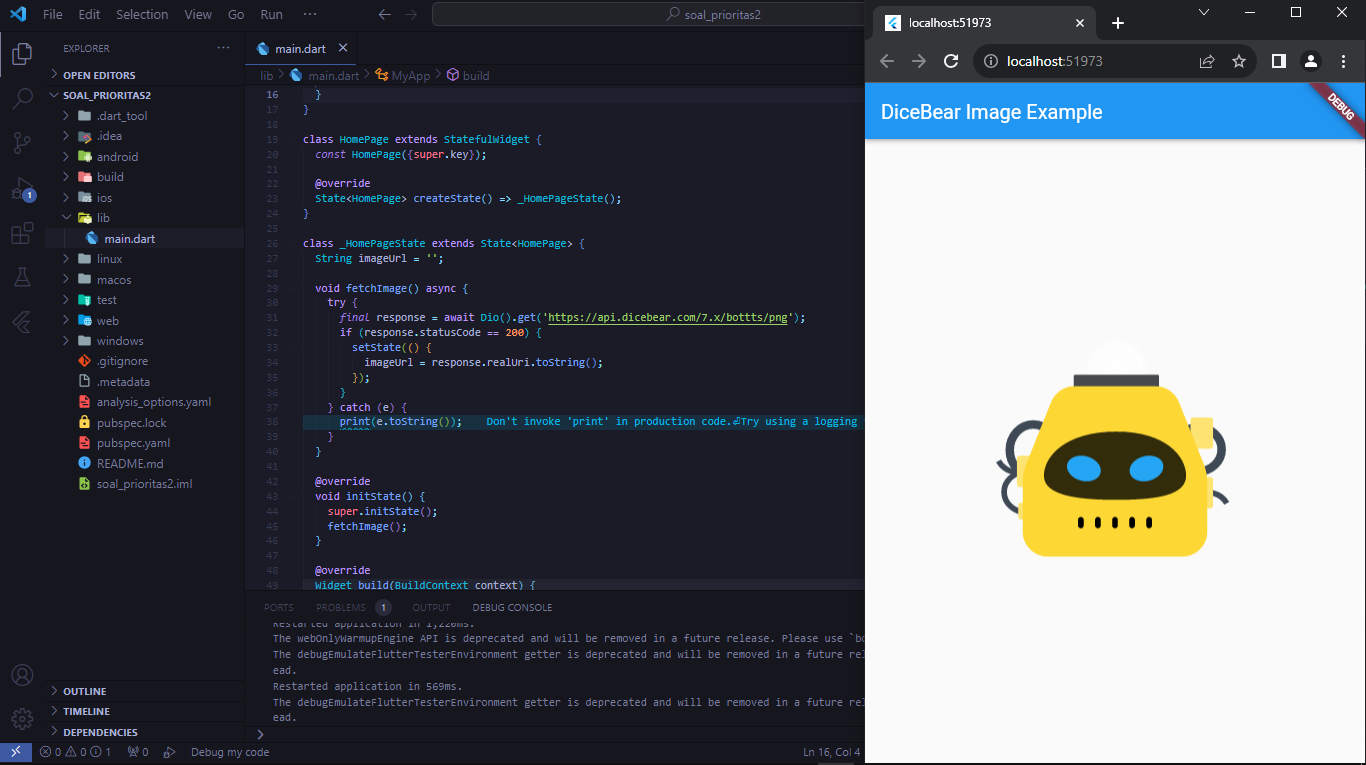 File Edit Selection View Go Run ···
soal_prioritas2
EXPLORER ···
OPEN EDITORS
SOAL_PRIORITAS2
.dart_tool
.idea
android
build
ios
lib
main.dart
linux
macos
test
web
windows
.gitignore
.metadata
analysis_options.yaml
pubspec.lock
pubspec.yaml
README.md
soal_prioritas2.iml
OUTLINE
TIMELINE
DEPENDENCIES
1
main.dart
lib > main.dart > MyApp > build
16 }
17 }
18
19 class HomePage extends StatefulWidget {
20 const HomePage({super.key});
21
22 @override
23 State<HomePage> createState() => _HomePageState();
24 }
25
26 class _HomePageState extends State<HomePage> {
27 String imageUrl = '';
28
29 void fetchImage() async {
30 try {
31 final response = await Dio().get('https://api.dicebear.com/7.x/bottts/png');
32 if (response.statusCode == 200) {
33 setState(() {
34 imageUrl = response.realUri.toString();
35 });
36 }
37 } catch (e) {
38 print(e.toString()); Don't invoke 'print' in production code.⏎Try using a logging
39 }
40 }
41
42 @override
43 void initState() {
44 super.initState();
45 fetchImage();
46 }
47
48 @override
49 Widget build(BuildContext context) {
PORTS PROBLEMS 1 OUTPUT DEBUG CONSOLE
Restarted application in 1,220ms.
The webOnlyWarmupEngine API is deprecated and will be removed in a future release. Please use `bo
The debugEmulateFlutterTesterEnvironment getter is deprecated and will be removed in a future rel
ead.
Restarted application in 569ms.
The debugEmulateFlutterTesterEnvironment getter is deprecated and will be removed in a future rel
ead.
0 0 1 0 Debug my code
Ln 16, Col 4
localhost:51973
localhost:51973
DiceBear Image Example
DEBUG